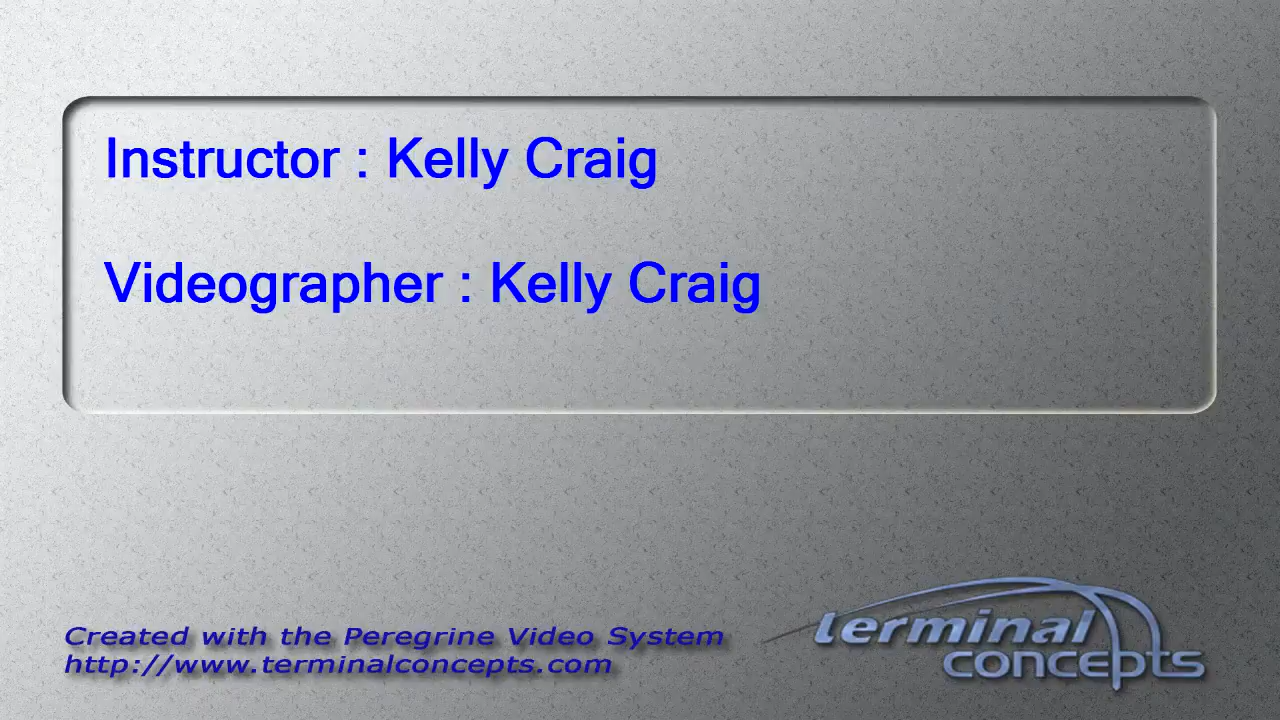 Instructor : Kelly Craig
Videographer : Kelly Craig
Created with the Peregrine Video System
http://www.terminalconcepts.com
terminal
concepts